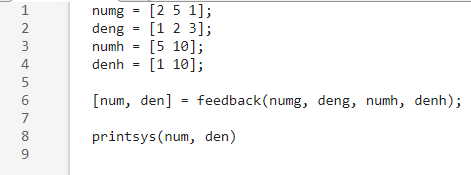 1 numg = [2 5 1];
2 deng = [1 2 3];
3 numh = [5 10];
4 denh = [1 10];
5
6 [num, den] = feedback(numg, deng, numh, denh);
7
8 printsys(num, den)
9